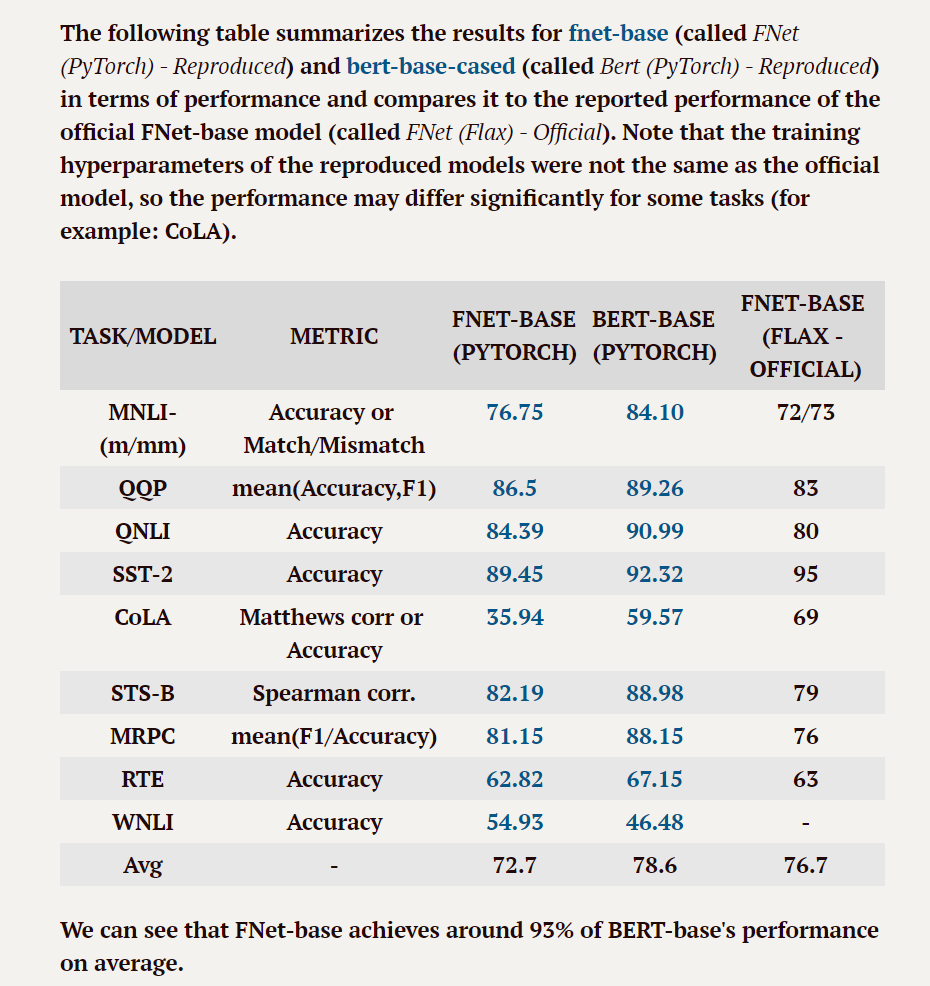 The following table summarizes the results for fnet-base (called FNet
(PyTorch) - Reproduced) and bert-base-cased (called Bert (PyTorch) - Reproduced)
in terms of performance and compares it to the reported performance of the
official FNet-base model (called FNet (Flax) - Official). Note that the training
hyperparameters of the reproduced models were not the same as the official
model, so the performance may differ significantly for some tasks (for
example: CoLA).
TASK/MODEL METRIC FNET-BASE (PYTORCH) BERT-BASE (PYTORCH) FNET-BASE (FLAX - OFFICIAL)
MNLI-(m/mm) Accuracy or Match/Mismatch 76.75 84.10 72/73
QQP mean(Accuracy,F1) 86.5 89.26 83
QNLI Accuracy 84.39 90.99 80
SST-2 Accuracy 89.45 92.32 95
CoLA Matthews corr or Accuracy 35.94 59.57 69
STS-B Spearman corr. 82.19 88.98 79
MRPC mean(F1/Accuracy) 81.15 88.15 76
RTE Accuracy 62.82 67.15 63
WNLI Accuracy 54.93 46.48 -
Avg - 72.7 78.6 76.7
We can see that FNet-base achieves around 93% of BERT-base's performance
on average.